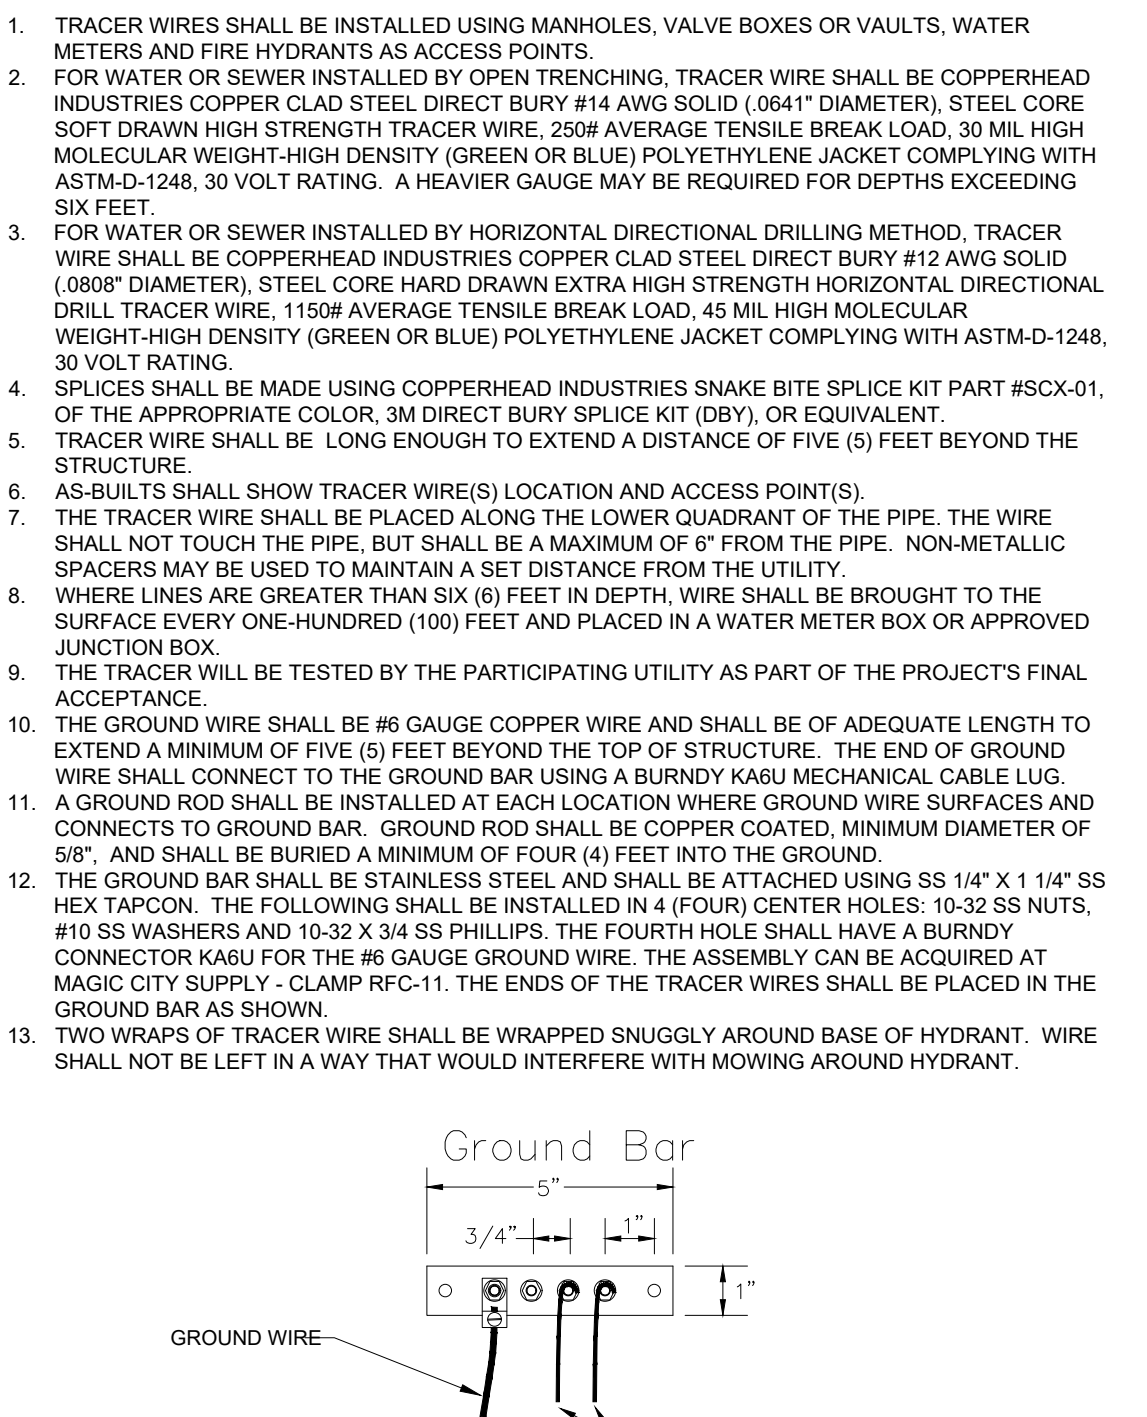 1. TRACER WIRES SHALL BE INSTALLED USING MANHOLES, VALVE BOXES OR VAULTS, WATER
METERS AND FIRE HYDRANTS AS ACCESS POINTS.
2. FOR WATER OR SEWER INSTALLED BY OPEN TRENCHING, TRACER WIRE SHALL BE COPPERHEAD
INDUSTRIES COPPER CLAD STEEL DIRECT BURY #14 AWG SOLID (.0641" DIAMETER), STEEL CORE
SOFT DRAWN HIGH STRENGTH TRACER WIRE, 250# AVERAGE TENSILE BREAK LOAD, 30 MIL HIGH
MOLECULAR WEIGHT-HIGH DENSITY (GREEN OR BLUE) POLYETHYLENE JACKET COMPLYING WITH
ASTM-D-1248, 30 VOLT RATING. A HEAVIER GAUGE MAY BE REQUIRED FOR DEPTHS EXCEEDING
SIX FEET.
3. FOR WATER OR SEWER INSTALLED BY HORIZONTAL DIRECTIONAL DRILLING METHOD, TRACER
WIRE SHALL BE COPPERHEAD INDUSTRIES COPPER CLAD STEEL DIRECT BURY #12 AWG SOLID
(.0808" DIAMETER), STEEL CORE HARD DRAWN EXTRA HIGH STRENGTH HORIZONTAL DIRECTIONAL
DRILL TRACER WIRE, 1150# AVERAGE TENSILE BREAK LOAD, 45 MIL HIGH MOLECULAR
WEIGHT-HIGH DENSITY (GREEN OR BLUE) POLYETHYLENE JACKET COMPLYING WITH ASTM-D-1248,
30 VOLT RATING.
4. SPLICES SHALL BE MADE USING COPPERHEAD INDUSTRIES SNAKE BITE SPLICE KIT PART #SCX-01,
OF THE APPROPRIATE COLOR, 3M DIRECT BURY SPLICE KIT (DBY), OR EQUIVALENT.
5. TRACER WIRE SHALL BE LONG ENOUGH TO EXTEND A DISTANCE OF FIVE (5) FEET BEYOND THE
STRUCTURE.
6. AS-BUILTS SHALL SHOW TRACER WIRE(S) LOCATION AND ACCESS POINT(S).
7. THE TRACER WIRE SHALL BE PLACED ALONG THE LOWER QUADRANT OF THE PIPE. THE WIRE
SHALL NOT TOUCH THE PIPE, BUT SHALL BE A MAXIMUM OF 6" FROM THE PIPE. NON-METALLIC
SPACERS MAY BE USED TO MAINTAIN A SET DISTANCE FROM THE UTILITY.
8. WHERE LINES ARE GREATER THAN SIX (6) FEET IN DEPTH, WIRE SHALL BE BROUGHT TO THE
SURFACE EVERY ONE-HUNDRED (100) FEET AND PLACED IN A WATER METER BOX OR APPROVED
JUNCTION BOX.
9. THE TRACER WILL BE TESTED BY THE PARTICIPATING UTILITY AS PART OF THE PROJECT'S FINAL
ACCEPTANCE.
10. THE GROUND WIRE SHALL BE #6 GAUGE COPPER WIRE AND SHALL BE OF ADEQUATE LENGTH TO
EXTEND A MINIMUM OF FIVE (5) FEET BEYOND THE TOP OF STRUCTURE. THE END OF GROUND
WIRE SHALL CONNECT TO THE GROUND BAR USING A BURNDY KA6U MECHANICAL CABLE LUG.
11. A GROUND ROD SHALL BE INSTALLED AT EACH LOCATION WHERE GROUND WIRE SURFACES AND
CONNECTS TO GROUND BAR. GROUND ROD SHALL BE COPPER COATED, MINIMUM DIAMETER OF
5/8", AND SHALL BE BURIED A MINIMUM OF FOUR (4) FEET INTO THE GROUND.
12. THE GROUND BAR SHALL BE STAINLESS STEEL AND SHALL BE ATTACHED USING SS 1/4" X 1 1/4" SS
HEX TAPCON. THE FOLLOWING SHALL BE INSTALLED IN 4 (FOUR) CENTER HOLES: 10-32 SS NUTS,
#10 SS WASHERS AND 10-32 X 3/4 SS PHILLIPS. THE FOURTH HOLE SHALL HAVE A BURNDY
CONNECTOR KA6U FOR THE #6 GAUGE GROUND WIRE. THE ASSEMBLY CAN BE ACQUIRED AT
MAGIC CITY SUPPLY - CLAMP RFC-11. THE ENDS OF THE TRACER WIRES SHALL BE PLACED IN THE
GROUND BAR AS SHOWN.
13. TWO WRAPS OF TRACER WIRE SHALL BE WRAPPED SNUGGLY AROUND BASE OF HYDRANT. WIRE
SHALL NOT BE LEFT IN A WAY THAT WOULD INTERFERE WITH MOWING AROUND HYDRANT.
Ground Bar
5"
3/4" 1"
1"
GROUND WIRE